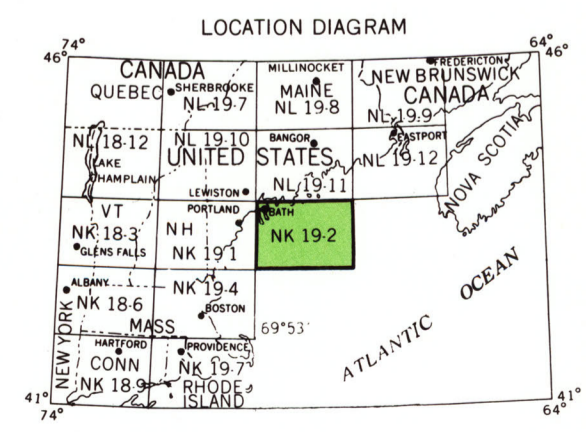 LOCATION DIAGRAM
74°
64°
46°
46°
CANADA
QUEBEC
SHERBROOKE
NL 19-7
MILLINOCKET
MAINE
NL 19-8
FREDERICTON
NEW BRUNSWICK
CANADA
NL 19-9
NL 18-12
LAKE
CHAMPLAIN
NL 19-10
UNITED STATES
BANGOR
NL 19-11
EASTPORT
NL 19-12
NOVA SCOTIA
LEWISTON
VT
NK 18-3
GLENS FALLS
PORTLAND
NH
NK 19-1
BATH
NK 19-2
ALBANY
NK 18-6
NK 19-4
BOSTON
MASS
69°53'
ATLANTIC OCEAN
NEW YORK
HARTFORD
CONN
NK 18-9
PROVIDENCE
NK 19-7
RHODE
ISLAND
41°
41°
74°
64°